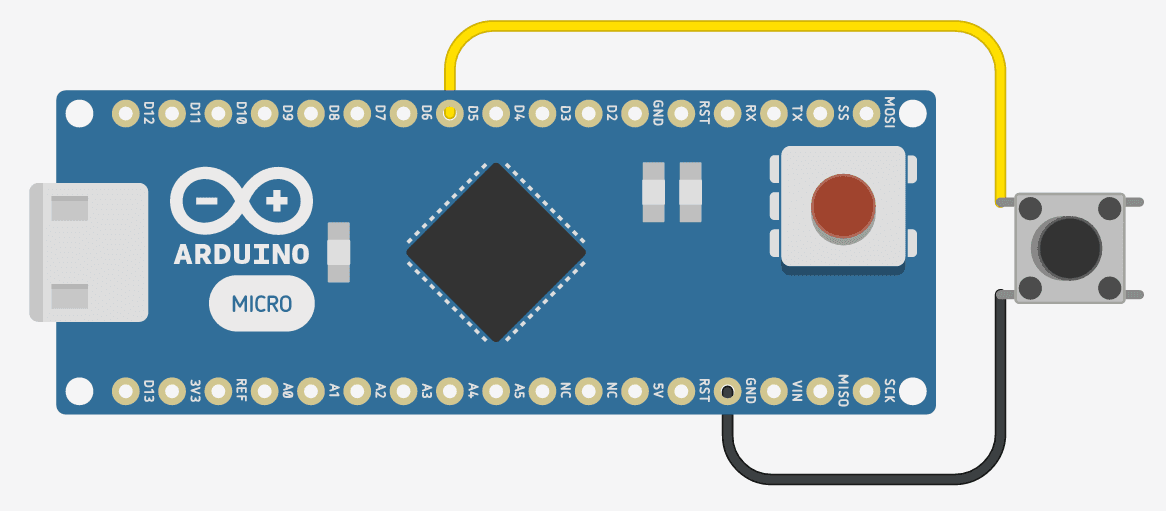 D12 D11 D10 D9 D8 D7 D6 D5 D4 D3 D2 GND RST RX TX SS MOSI
ARDUINO
MICRO
D13 3V3 REF A0 A1 A2 A3 A4 A5 NC NC 5V RST GND VIN MISO SCK